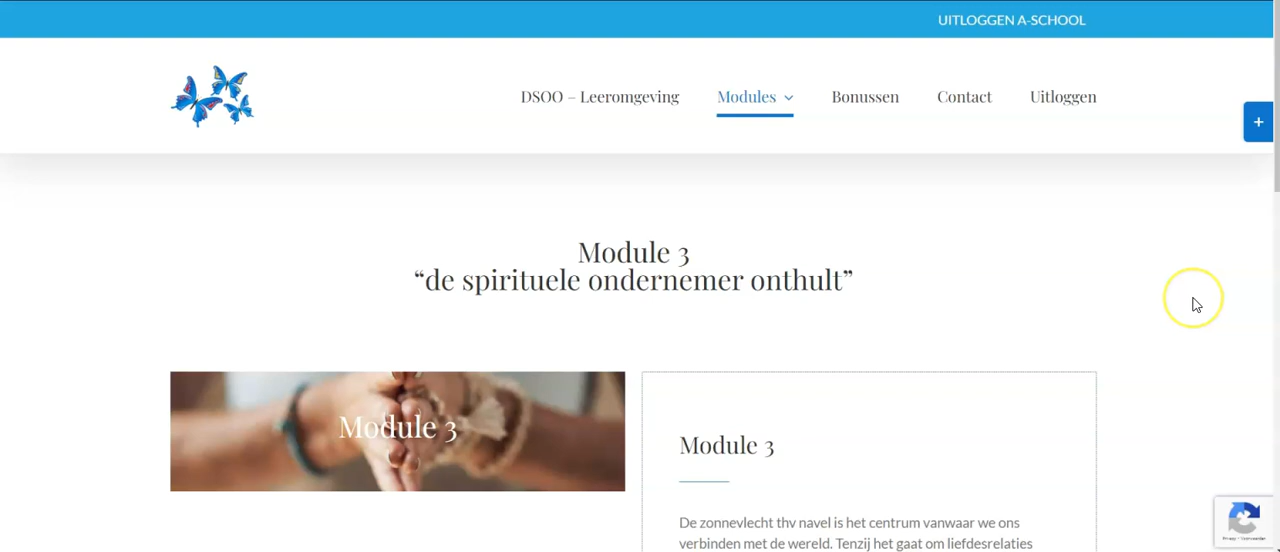 UITLOGGEN A-SCHOOL
DSOO – Leeromgeving Modules Bonussen Contact Uitloggen
+
Module 3
“de spirituele ondernemer onthult”
Module 3
Module 3
De zonnevlecht thv navel is het centrum vanwaar we ons
verbinden met de wereld. Tenzij het gaat om liefdesrelaties